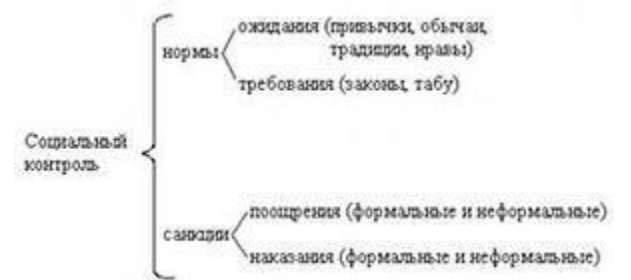 ожидания (привычки, обычаи,
традиции, нравы)
нормы
требования (законы, табу)
Социальный
контроль
поощрения (формальные и неформальные)
санкции
наказания (формальные и неформальные)